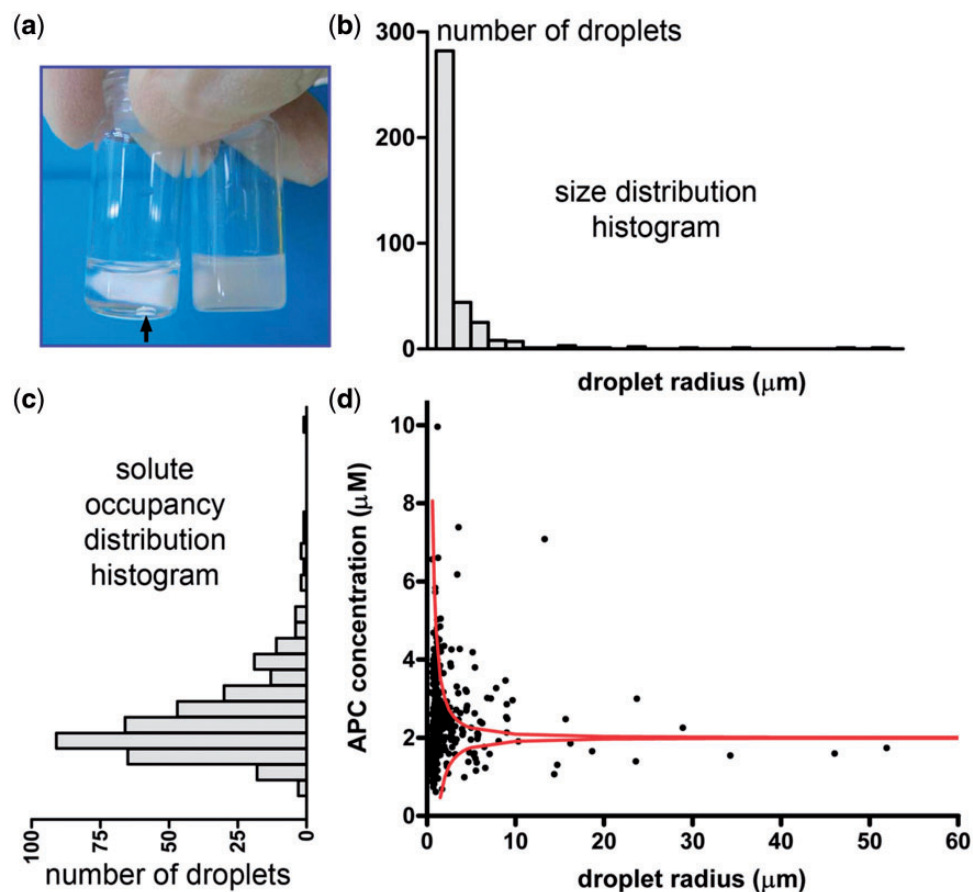 (a)
(b)
number of droplets
300
200
100
0
size distribution
histogram
droplet radius (μm)
(c)
solute
occupancy
distribution
histogram
100
75
50
25
0
number of droplets
(d)
APC concentration (μM)
10
8
6
4
2
0
0
10
20
30
40
50
60
droplet radius (μm)